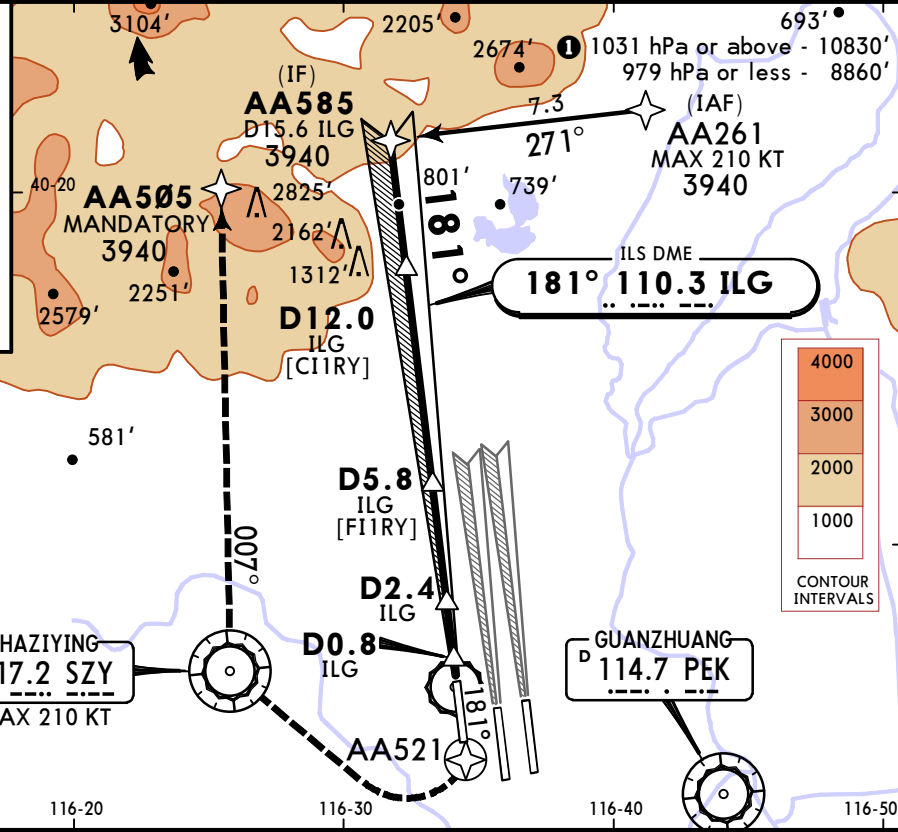 3104′
2205′
693′
2674′
1 1031 hPa or above - 10830′
979 hPa or less - 8860′
(IF)
AA585
D15.6 ILG
3940
7.3
271°
(IAF)
AA261
MAX 210 KT
3940
40-20
AA5Ø5
MANDATORY
3940
2825′
2162′
1312′
2251′
2579′
801′
739′
181°
ILS DME
181° 110.3 ILG
D12.0
ILG
[CI1RY]
4000
3000
2000
1000
CONTOUR
INTERVALS
581′
D5.8
ILG
[FI1RY]
007°
D2.4
ILG
D0.8
ILG
HAZIYING
17.2 SZY
AX 210 KT
GUANZHUANG
D 114.7 PEK
181°
AA521
116-20
116-30
116-40
116-50